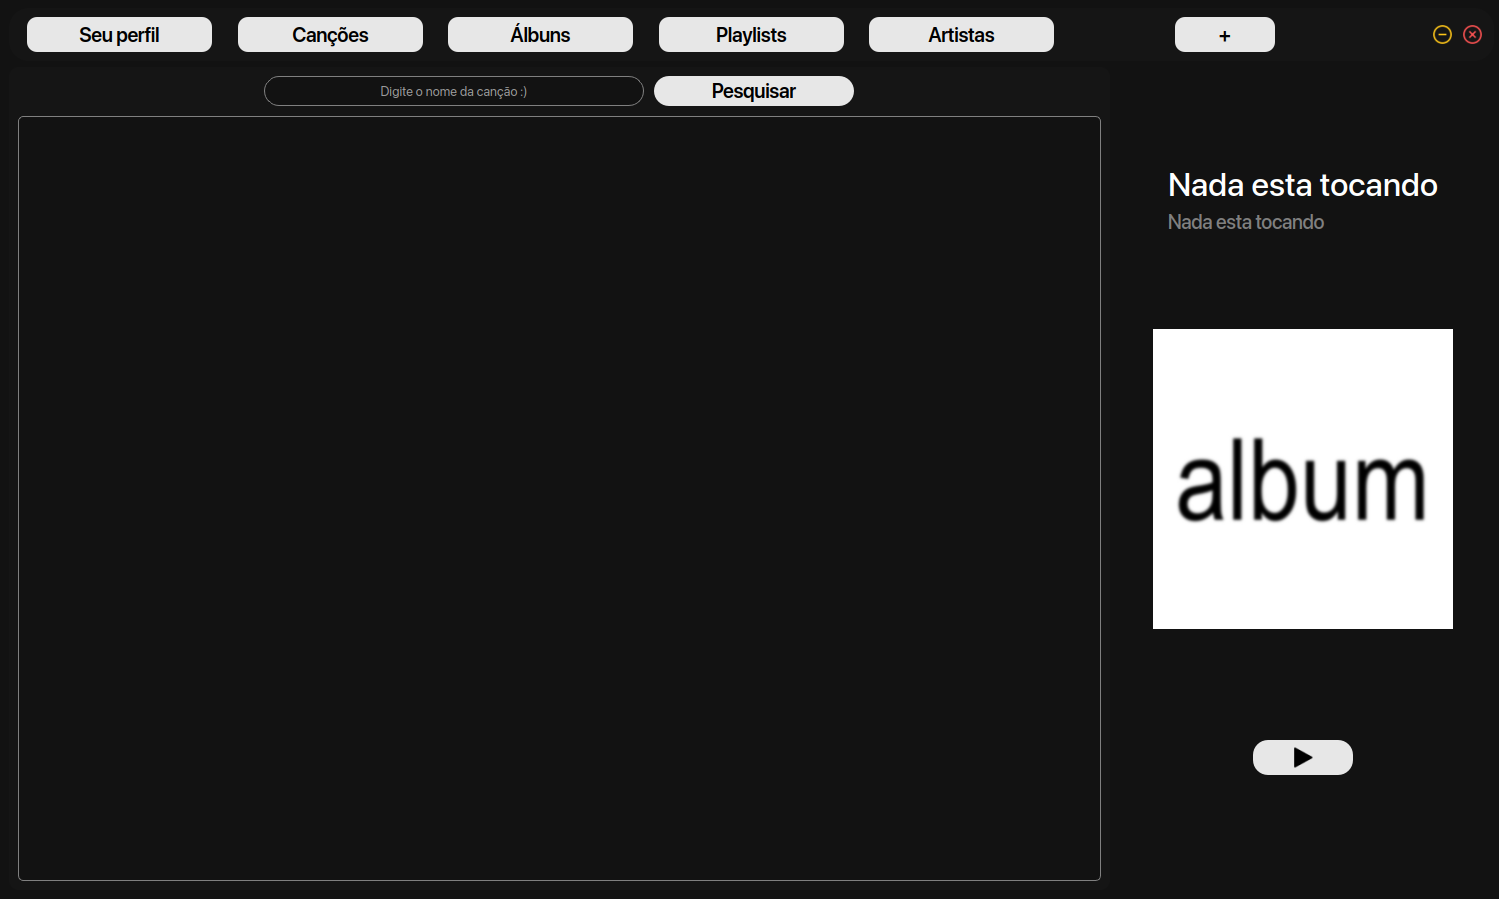 Seu perfil
Canções
Álbuns
Playlists
Artistas
+
Digite o nome da canção :)
Pesquisar
Nada esta tocando
Nada esta tocando
album